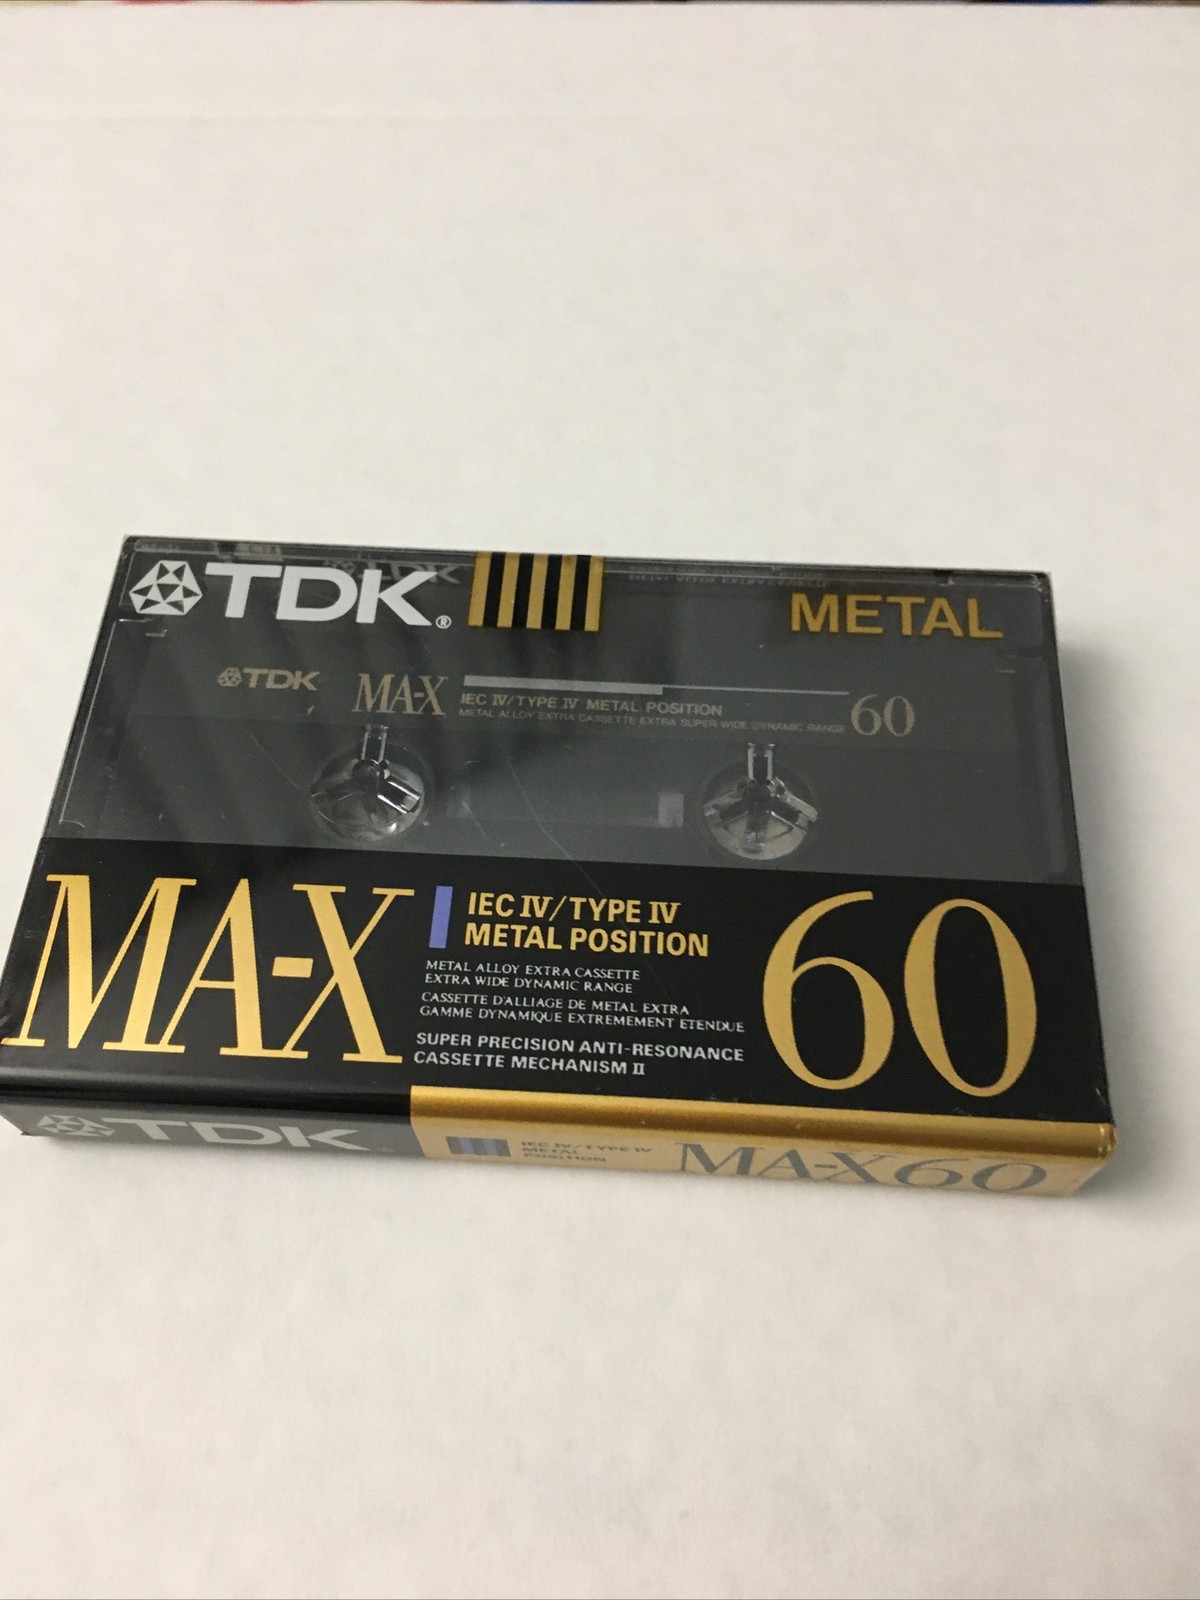 TDK®
METAL
TDK MA-X IEC IV/TYPE IV METAL POSITION 60
METAL ALLOY EXTRA CASSETTE EXTRA SUPER WIDE DYNAMIC RANGE
MA-X
IEC IV/TYPE IV
METAL POSITION
METAL ALLOY EXTRA CASSETTE
EXTRA WIDE DYNAMIC RANGE
CASSETTE D'ALLIAGE DE METAL EXTRA
GAMME DYNAMIQUE EXTREMEMENT ETENDUE
SUPER PRECISION ANTI-RESONANCE
CASSETTE MECHANISM II
60
TDK
IEC IV/TYPE IV
METAL
POSITION
MA-X60